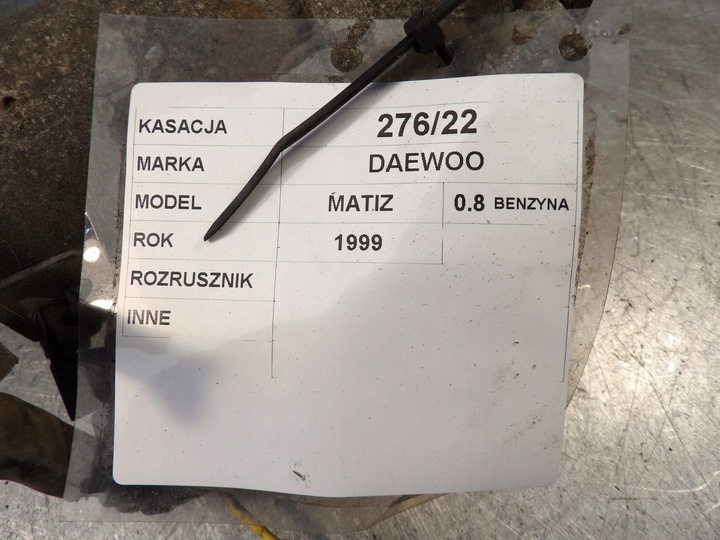 KASACJA 276/22
MARKA DAEWOO
MODEL MATIZ 0.8 BENZYNA
ROK 1999
ROZRUSZNIK
INNE